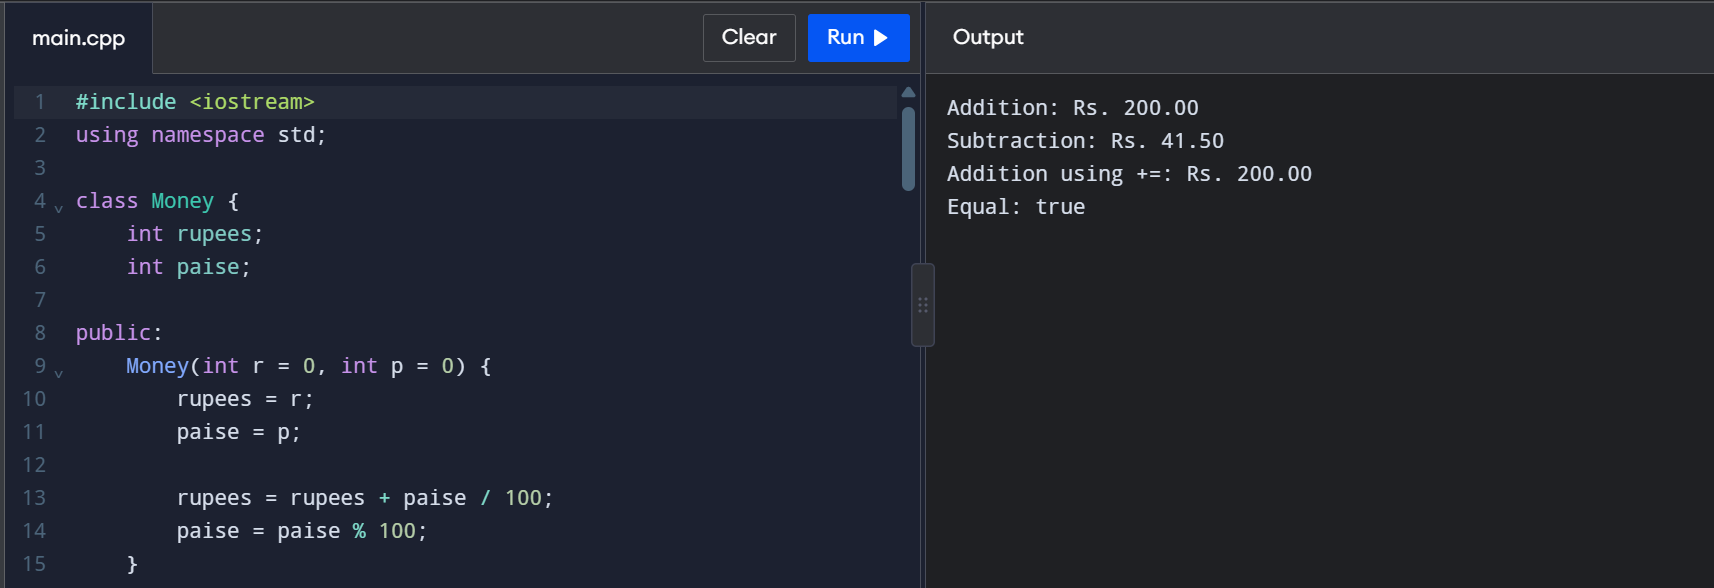 main.cpp
Clear
Run
Output
1 #include <iostream>
2 using namespace std;
3
4 class Money {
5     int rupees;
6     int paise;
7
8 public:
9     Money(int r = 0, int p = 0) {
10         rupees = r;
11         paise = p;
12
13         rupees = rupees + paise / 100;
14         paise = paise % 100;
15     }
Addition: Rs. 200.00
Subtraction: Rs. 41.50
Addition using +=: Rs. 200.00
Equal: true